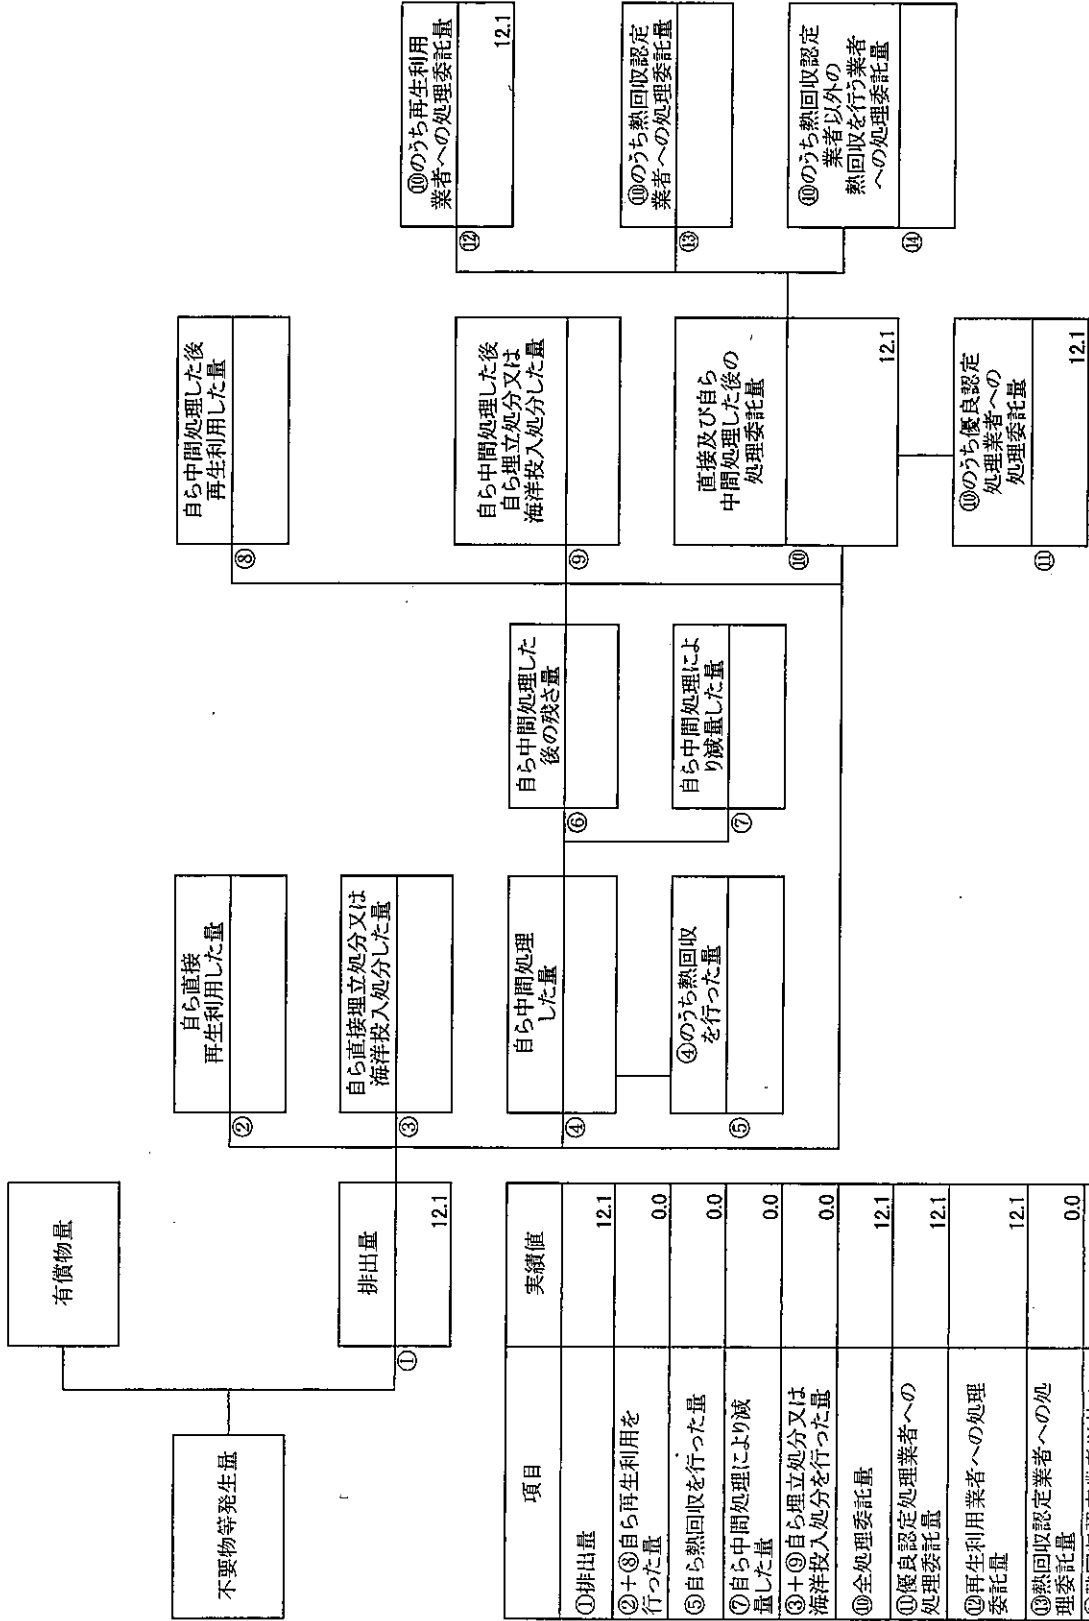 不要物等発生量
有償物量
①
排出量
12.1
②
自ら直接
再生利用した量
③
自ら直接埋立処分又は
海洋投入処分した量
④
自ら中間処理
した量
⑤
④のうち熱回収
を行った量
⑥
自ら中間処理した
後の残さ量
⑦
自ら中間処理によ
り減量した量
⑧
自ら中間処理した後
再生利用した量
⑨
自ら中間処理した後
自ら埋立処分又は
海洋投入処分した量
⑩
直接及び自ら
中間処理した後の
処理委託量
12.1
⑪
⑩のうち優良認定
処理業者への
処理委託量
12.1
⑫
⑩のうち再生利用
業者への処理委託量
12.1
⑬
⑩のうち熱回収認定
業者への処理委託量
⑭
⑩のうち熱回収認定
業者以外の
熱回収を行う業者
への処理委託量
項目 実績値
①排出量 12.1
②+⑧自ら再生利用を
行った量 0.0
⑤自ら熱回収を行った量 0.0
⑦自ら中間処理により減
量した量 0.0
③+⑨自ら埋立処分又は
海洋投入処分を行った量 0.0
⑩全処理委託量 12.1
⑪優良認定処理業者への
処理委託量 12.1
⑫再生利用業者への処理
委託量 12.1
⑬熱回収認定業者への処
理委託量 0.0